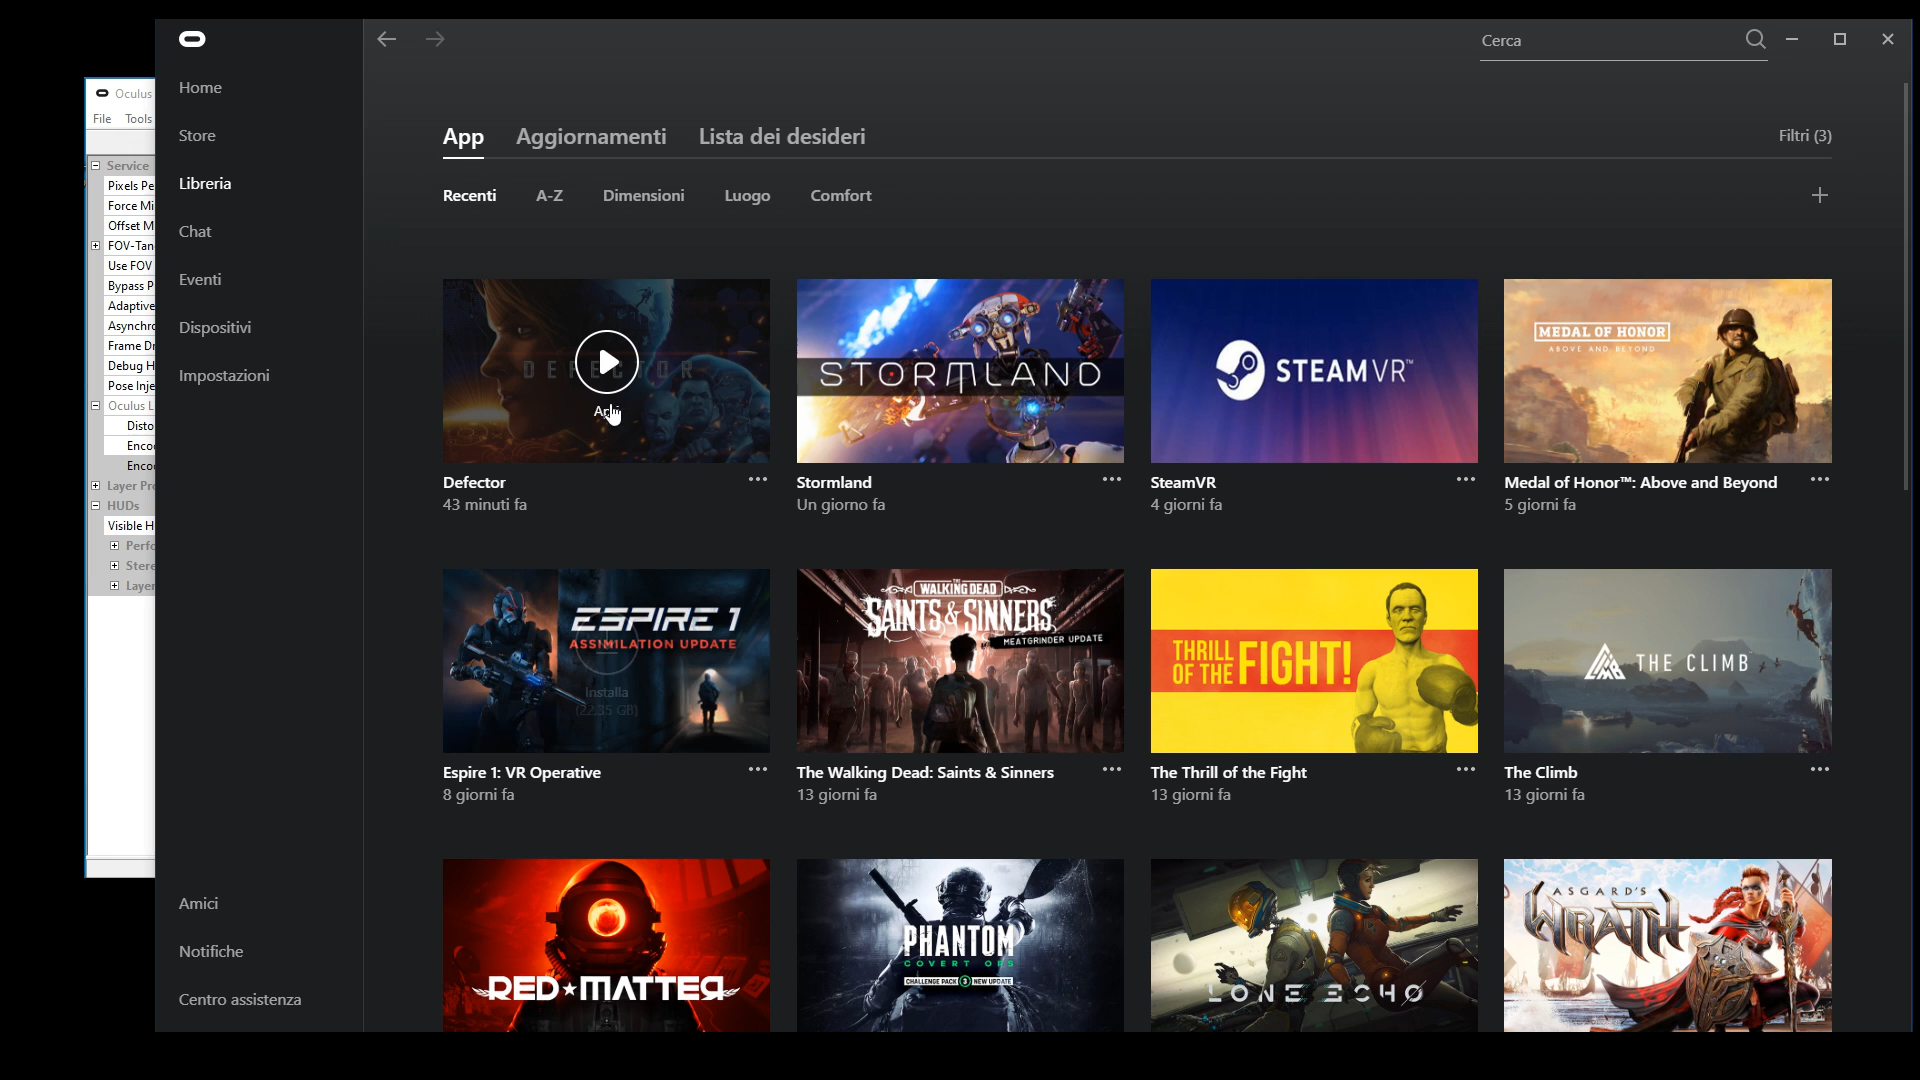 Oculus
File Tools
Service
Pixels Pe
Force Mi
Offset M
FOV-Tan
Use FOV
Bypass P
Adaptive
Asynchro
Frame Dr
Debug H
Pose Inje
Oculus L
Disto
Enco
Enco
Layer Pre
HUDs
Visible H
Perfo
Stere
Layer
Home
Store
Libreria
Chat
Eventi
Dispositivi
Impostazioni
Amici
Notifiche
Centro assistenza
Cerca
App Aggiornamenti Lista dei desideri Filtri (3)
Recenti A-Z Dimensioni Luogo Comfort
DEFECTOR
STORMLAND
STEAMVR™
MEDAL OF HONOR
ABOVE AND BEYOND
Defector
43 minuti fa
Stormland
Un giorno fa
SteamVR
4 giorni fa
Medal of Honor™: Above and Beyond
5 giorni fa
ESPIRE 1
ASSIMILATION UPDATE
Installa
(22.35 GB)
THE WALKING DEAD
SAINTS & SINNERS
MEATGRINDER UPDATE
THRILL OF THE FIGHT!
THE CLIMB
Espire 1: VR Operative
8 giorni fa
The Walking Dead: Saints & Sinners
13 giorni fa
The Thrill of the Fight
13 giorni fa
The Climb
13 giorni fa
RED MATTER
PHANTOM
COVERT OPS
CHALLENGE PACK 3 NEW UPDATE
LONE ECHO
ASGARD'S
WRATH